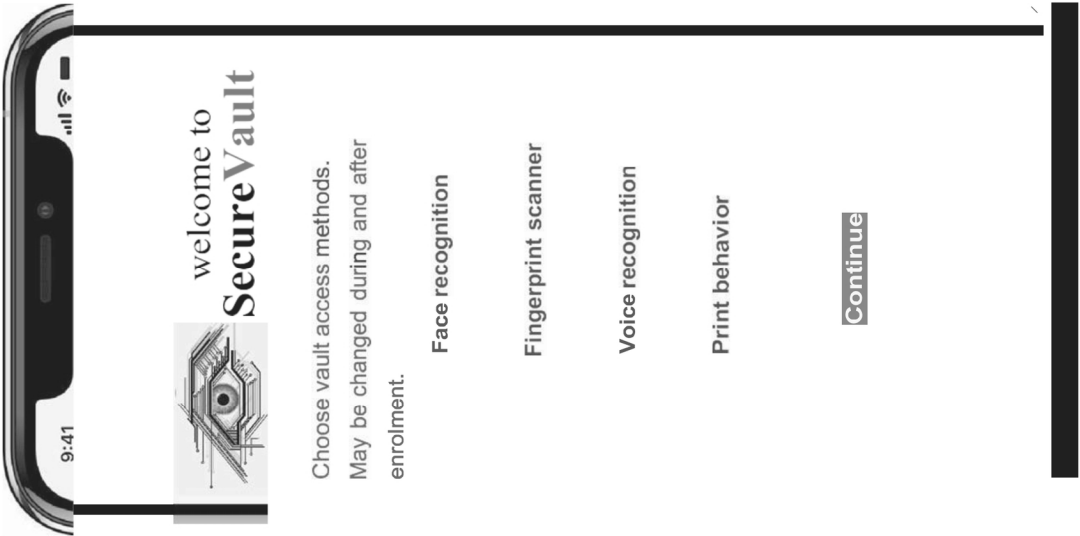 9:41
welcome to
SecureVault
Choose vault access methods.
May be changed during and after
enrolment.
Face recognition
Fingerprint scanner
Voice recognition
Print behavior
Continue